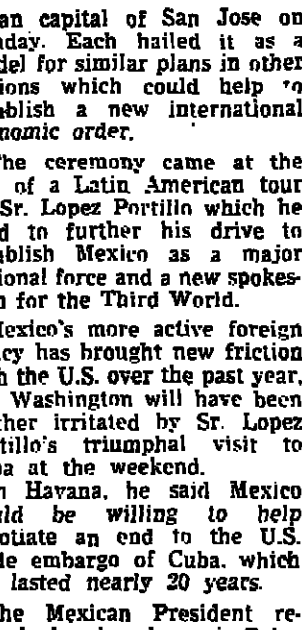 an capital of San Jose on
day. Each hailed it as a
del for similar plans in other
ions which could help to
blish a new international
nomic order.
he ceremony came at the
of a Latin American tour
Sr. Lopez Portillo which he
d to further his drive to
blish Mexico as a major
ional force and a new spokes-
n for the Third World.
Mexico's more active foreign
cy has brought new friction
h the U.S. over the past year,
Washington will have been
ther irritated by Sr. Lopez
tillo's triumphal visit to
ba at the weekend.
n Havana, he said Mexico
uld be willing to help
otiate an end to the U.S.
de embargo of Cuba, which
lasted nearly 20 years.
he Mexican President re-